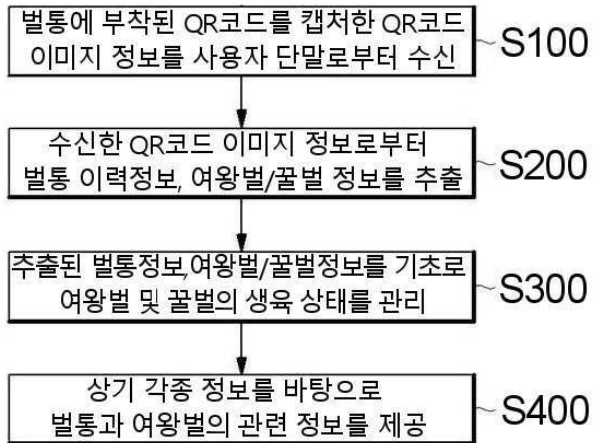 벌통에 부착된 QR코드를 캡처한 QR코드
이미지 정보를 사용자 단말로부터 수신
S100
수신한 QR코드 이미지 정보로부터
벌통 이력정보, 여왕벌/꿀벌 정보를 추출
S200
추출된 벌통정보,여왕벌/꿀벌정보를 기초로
여왕벌 및 꿀벌의 생육 상태를 관리
S300
상기 각종 정보를 바탕으로
벌통과 여왕벌의 관련 정보를 제공
S400